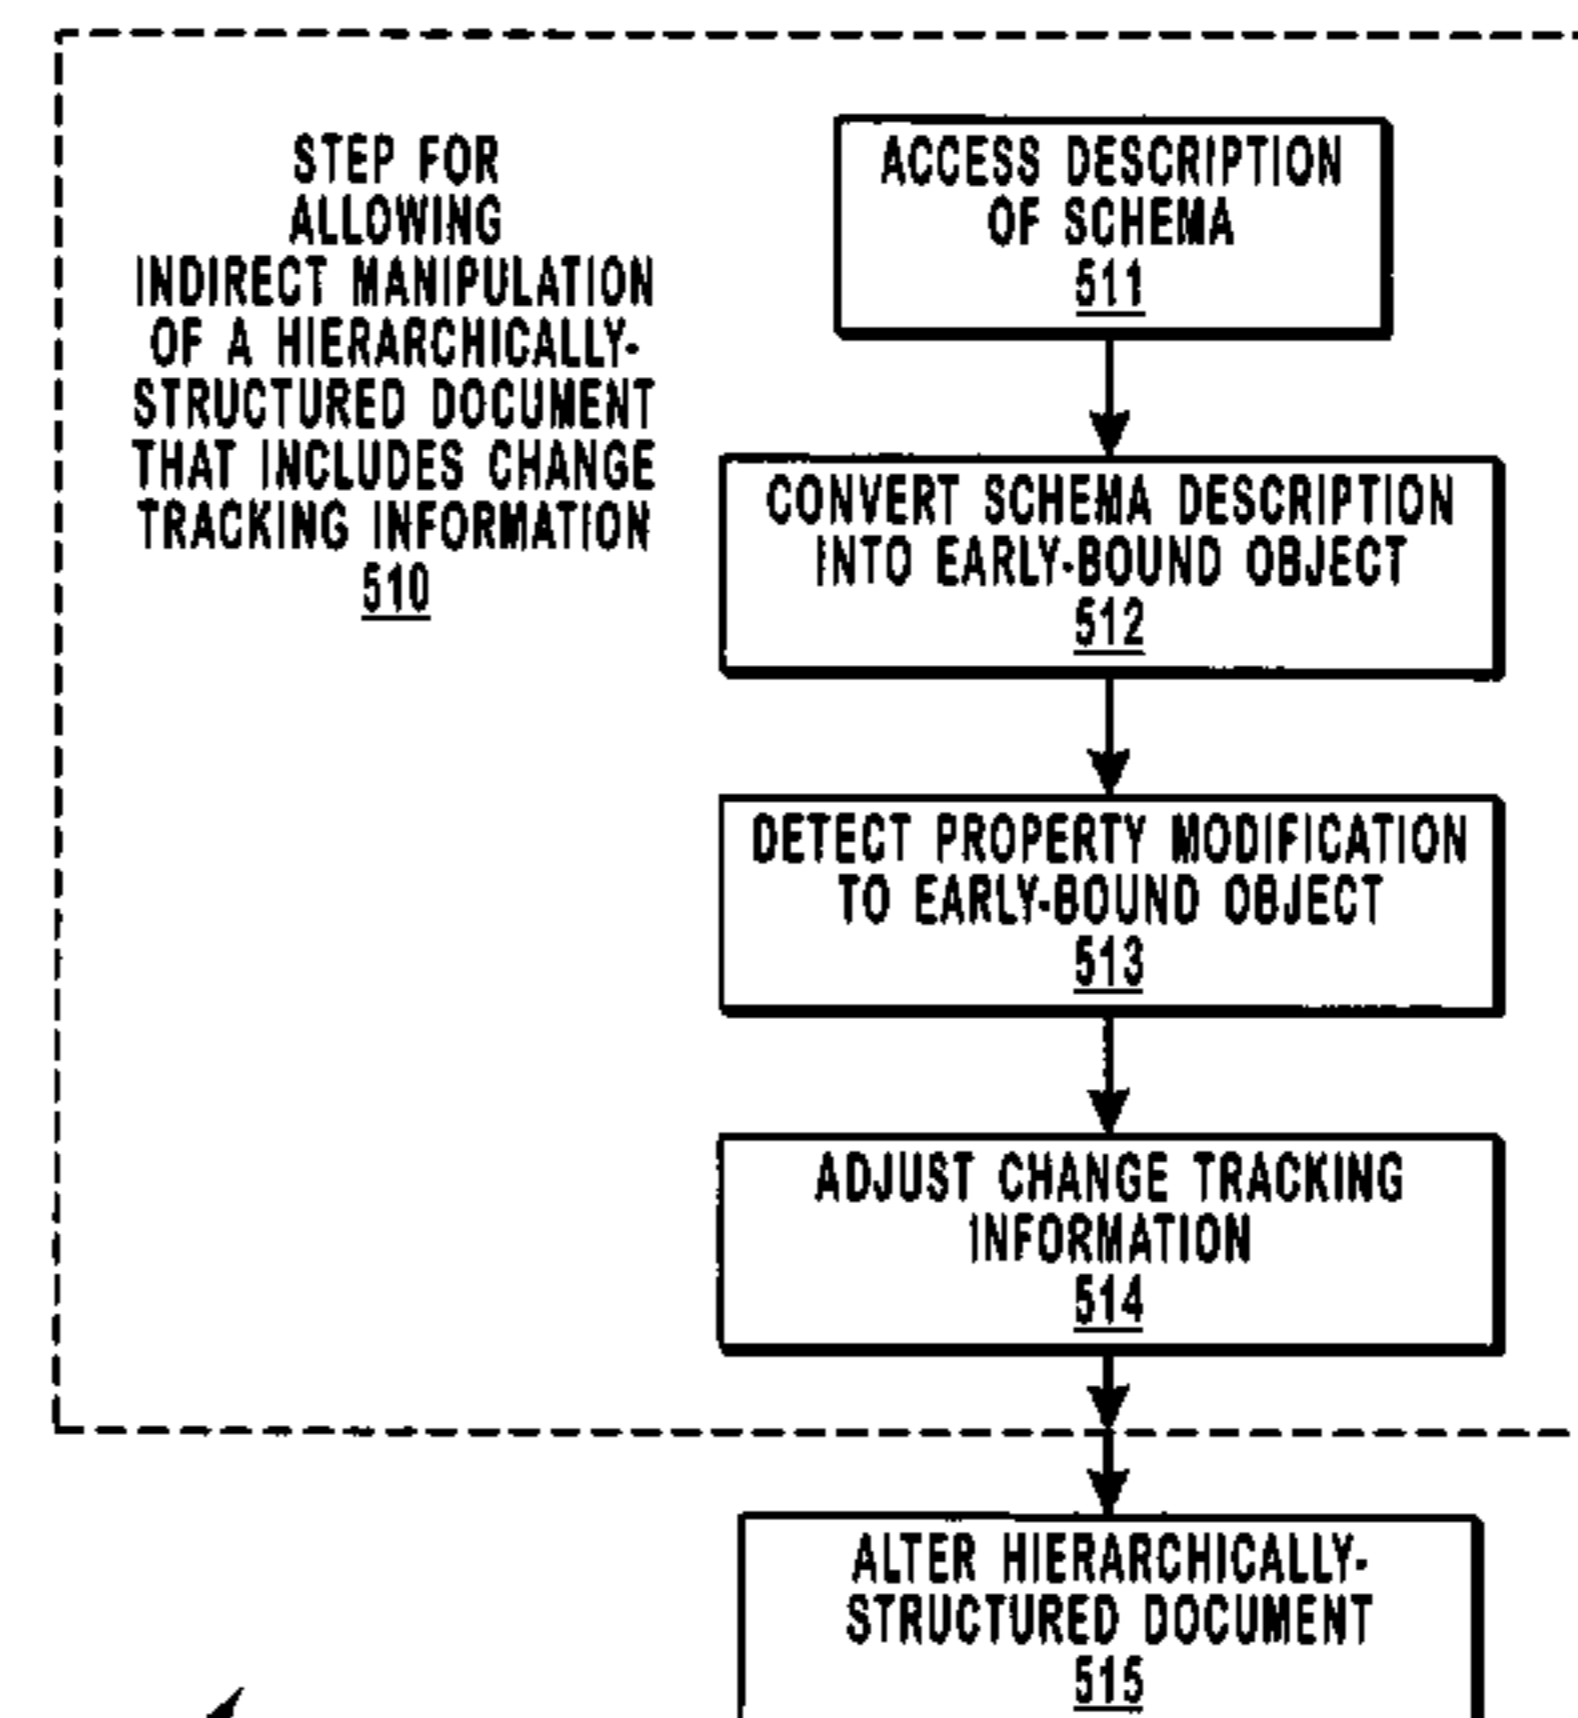 STEP FOR
ALLOWING
INDIRECT MANIPULATION
OF A HIERARCHICALLY-
STRUCTURED DOCUMENT
THAT INCLUDES CHANGE
TRACKING INFORMATION
510
ACCESS DESCRIPTION
OF SCHEMA
511
CONVERT SCHEMA DESCRIPTION
INTO EARLY-BOUND OBJECT
512
DETECT PROPERTY MODIFICATION
TO EARLY-BOUND OBJECT
513
ADJUST CHANGE TRACKING
INFORMATION
514
ALTER HIERARCHICALLY-
STRUCTURED DOCUMENT
515